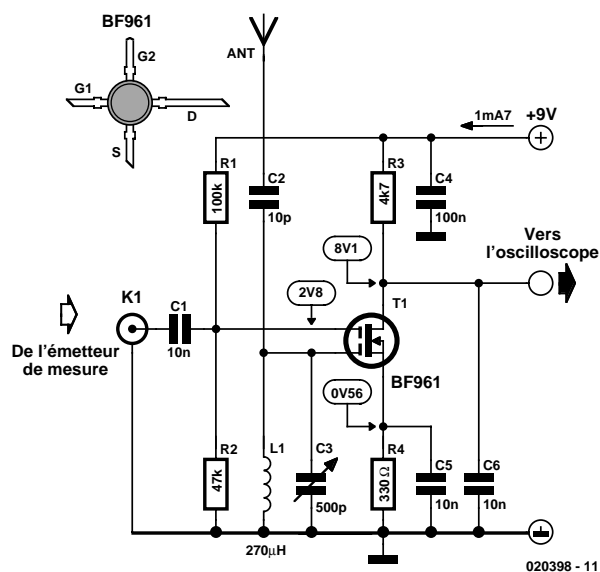 BF961
G2
G1
D
S
ANT
1mA7
+9V
R1
100k
C2
10p
R3
4k7
C4
100n
8V1
Vers
l'oscilloscope
2V8
T1
K1
C1
10n
De l'émetteur
de mesure
BF961
0V56
R2
47k
L1
270µH
C3
500p
R4
330Ω
C5
10n
C6
10n
020398 - 11